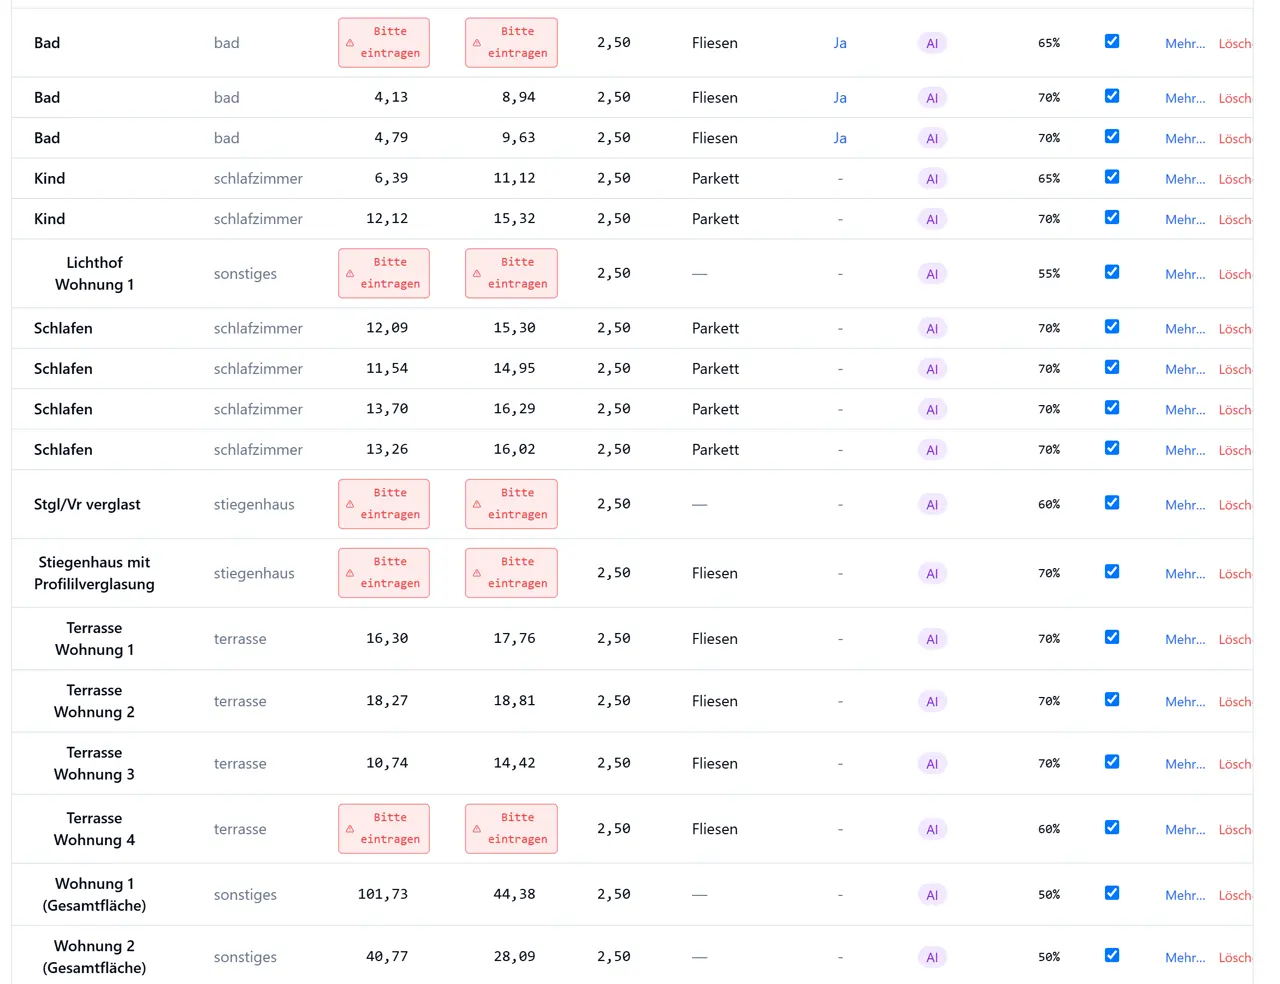 Bad bad ⚠ Bitte eintragen ⚠ Bitte eintragen 2,50 Fliesen Ja AI 65% Mehr... Lösch
Bad bad 4,13 8,94 2,50 Fliesen Ja AI 70% Mehr... Lösch
Bad bad 4,79 9,63 2,50 Fliesen Ja AI 70% Mehr... Lösch
Kind schlafzimmer 6,39 11,12 2,50 Parkett - AI 65% Mehr... Lösch
Kind schlafzimmer 12,12 15,32 2,50 Parkett - AI 70% Mehr... Lösch
Lichthof Wohnung 1 sonstiges ⚠ Bitte eintragen ⚠ Bitte eintragen 2,50 — - AI 55% Mehr... Lösch
Schlafen schlafzimmer 12,09 15,30 2,50 Parkett - AI 70% Mehr... Lösch
Schlafen schlafzimmer 11,54 14,95 2,50 Parkett - AI 70% Mehr... Lösch
Schlafen schlafzimmer 13,70 16,29 2,50 Parkett - AI 70% Mehr... Lösch
Schlafen schlafzimmer 13,26 16,02 2,50 Parkett - AI 70% Mehr... Lösch
Stgl/Vr verglast stiegenhaus ⚠ Bitte eintragen ⚠ Bitte eintragen 2,50 — - AI 60% Mehr... Lösch
Stiegenhaus mit Profililverglasung stiegenhaus ⚠ Bitte eintragen ⚠ Bitte eintragen 2,50 Fliesen - AI 70% Mehr... Lösch
Terrasse Wohnung 1 terrasse 16,30 17,76 2,50 Fliesen - AI 70% Mehr... Lösch
Terrasse Wohnung 2 terrasse 18,27 18,81 2,50 Fliesen - AI 70% Mehr... Lösch
Terrasse Wohnung 3 terrasse 10,74 14,42 2,50 Fliesen - AI 70% Mehr... Lösch
Terrasse Wohnung 4 terrasse ⚠ Bitte eintragen ⚠ Bitte eintragen 2,50 Fliesen - AI 60% Mehr... Lösch
Wohnung 1 (Gesamtfläche) sonstiges 101,73 44,38 2,50 — - AI 50% Mehr... Lösch
Wohnung 2 (Gesamtfläche) sonstiges 40,77 28,09 2,50 — - AI 50% Mehr... Lösch